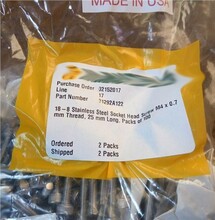 MADE IN USA
Purchase Order 0216ZB17
Line 17
Part Number 91292A122
18-8 Stainless Steel Socket Head Screw M4 x 0.7
mm Thread, 25 mm Long, Packs of 100
Ordered 2 Packs
Shipped 2 Packs